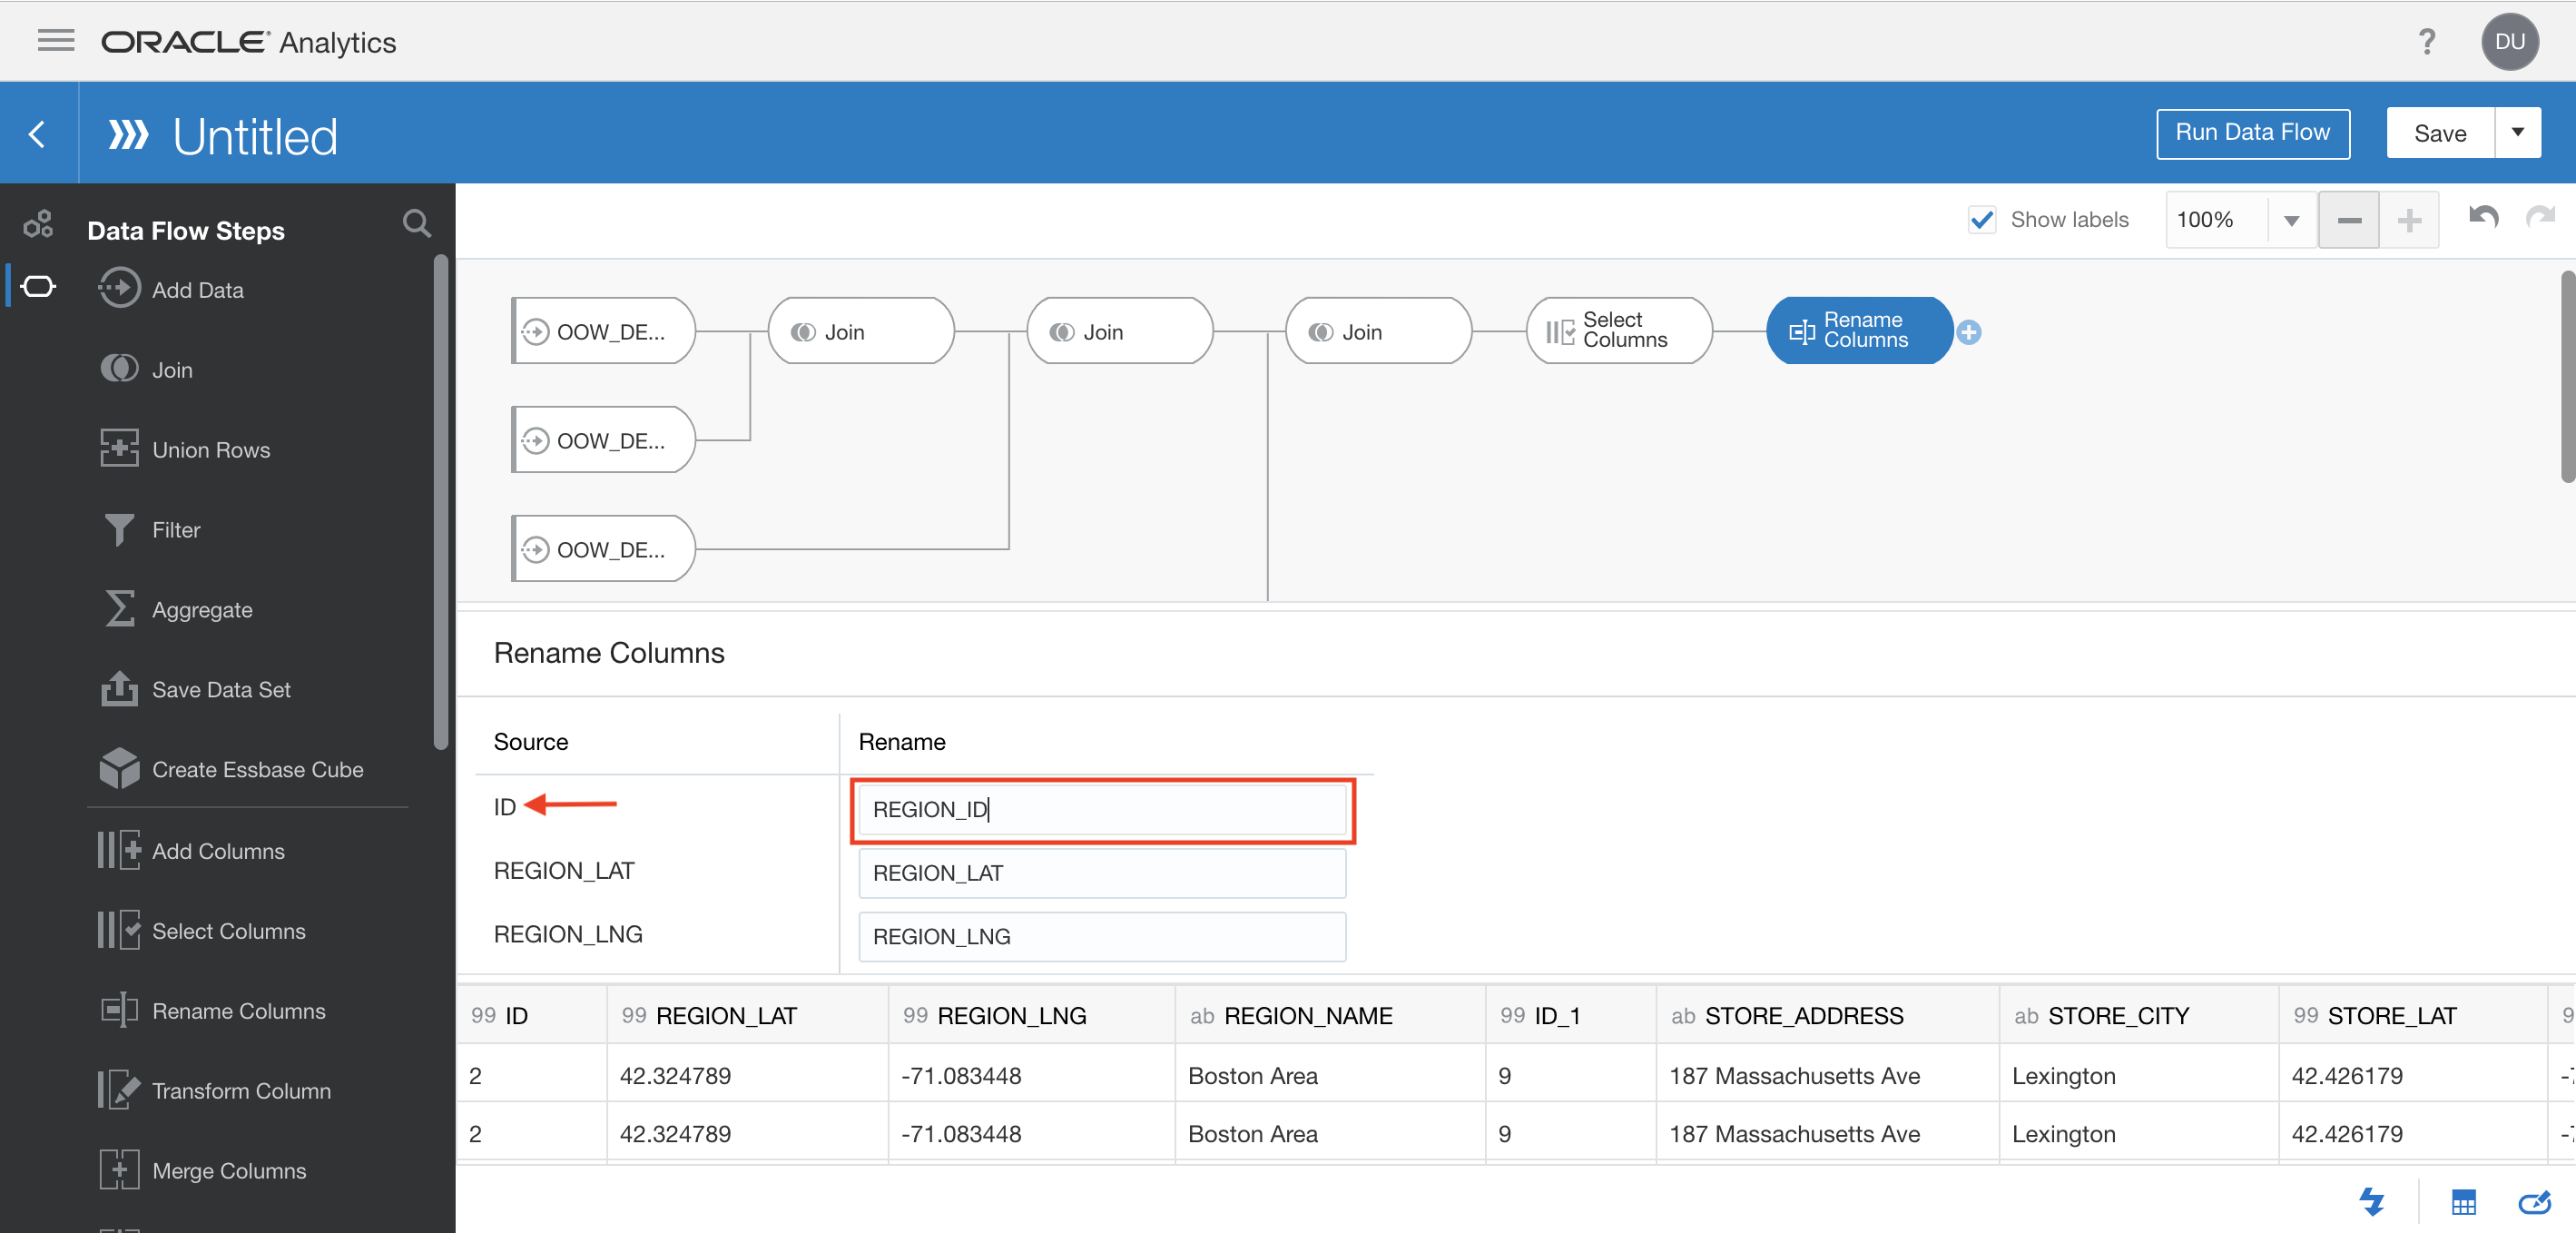 ORACLE Analytics
? DU
Untitled
Run Data Flow Save
Data Flow Steps
Show labels 100%
Add Data
Join
Union Rows
Filter
Aggregate
Save Data Set
Create Essbase Cube
Add Columns
Select Columns
Rename Columns
Transform Column
Merge Columns
OOW_DE... Join Join Join Select Columns Rename Columns
OOW_DE...
OOW_DE...
Rename Columns
Source Rename
ID REGION_ID
REGION_LAT REGION_LAT
REGION_LNG REGION_LNG
99 ID 99 REGION_LAT 99 REGION_LNG ab REGION_NAME 99 ID_1 ab STORE_ADDRESS ab STORE_CITY 99 STORE_LAT
2 42.324789 -71.083448 Boston Area 9 187 Massachusetts Ave Lexington 42.426179
2 42.324789 -71.083448 Boston Area 9 187 Massachusetts Ave Lexington 42.426179